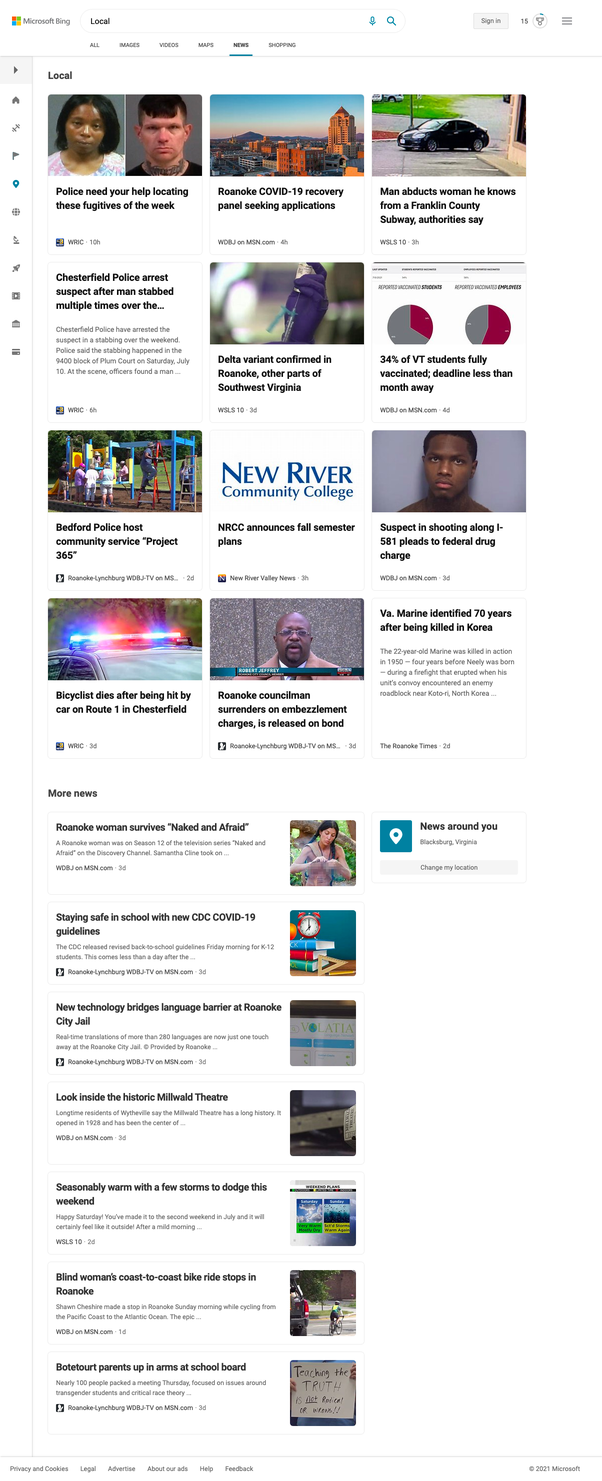 Microsoft Bing
Local
Sign in
15
ALL
IMAGES
VIDEOS
MAPS
NEWS
SHOPPING
Local
Police need your help locating
these fugitives of the week
WRIC · 10h
Roanoke COVID-19 recovery
panel seeking applications
WDBJ on MSN.com · 4h
Man abducts woman he knows
from a Franklin County
Subway, authorities say
WSLS 10 · 3h
Chesterfield Police arrest
suspect after man stabbed
multiple times over the…
Chesterfield Police have arrested the
suspect in a stabbing over the weekend.
Police said the stabbing happened in the
9400 block of Plum Court on Saturday, July
10. At the scene, officers found a man ...
WRIC · 6h
Delta variant confirmed in
Roanoke, other parts of
Southwest Virginia
WSLS 10 · 3d
REPORTED VACCINATED STUDENTS
REPORTED VACCINATED EMPLOYEES
34% of VT students fully
vaccinated; deadline less than
month away
WDBJ on MSN.com · 4d
Bedford Police host
community service “Project
365”
Roanoke-Lynchburg WDBJ-TV on MS… · 2d
NEW RIVER
Community College
NRCC announces fall semester
plans
New River Valley News · 3h
Suspect in shooting along I-
581 pleads to federal drug
charge
WDBJ on MSN.com · 3d
Bicyclist dies after being hit by
car on Route 1 in Chesterfield
WRIC · 3d
ROBERT JEFFREY
Roanoke councilman
surrenders on embezzlement
charges, is released on bond
Roanoke-Lynchburg WDBJ-TV on MS… · 3d
Va. Marine identified 70 years
after being killed in Korea
The 22-year-old Marine was killed in action
in 1950 — four years before Neely was born
— during a firefight that erupted when his
unit's convoy encountered an enemy
roadblock near Koto-ri, North Korea ...
The Roanoke Times · 2d
More news
Roanoke woman survives “Naked and Afraid”
A Roanoke woman was on Season 12 of the television series “Naked and
Afraid” on the Discovery Channel. Samantha Cline took on ...
WDBJ on MSN.com · 3d
News around you
Blacksburg, Virginia
Change my location
Staying safe in school with new CDC COVID-19
guidelines
The CDC released revised back-to-school guidelines Friday morning for K-12
students. This comes less than a day after the ...
Roanoke-Lynchburg WDBJ-TV on MSN.com · 3d
New technology bridges language barrier at Roanoke
City Jail
Real-time translations of more than 280 languages are now just one touch
away at the Roanoke City Jail. © Provided by Roanoke ...
Roanoke-Lynchburg WDBJ-TV on MSN.com · 3d
VOLATIA
Look inside the historic Millwald Theatre
Longtime residents of Wytheville say the Millwald Theatre has a long history. It
opened in 1928 and has been the center of ...
WDBJ on MSN.com · 3d
Seasonably warm with a few storms to dodge this
weekend
Happy Saturday! You've made it to the second weekend in July and it will
certainly feel like it outside! After a mild morning ...
WSLS 10 · 2d
WEEKEND PLANS
Saturday
Sunday
Blind woman’s coast-to-coast bike ride stops in
Roanoke
Shawn Cheshire made a stop in Roanoke Sunday morning while cycling from
the Pacific Coast to the Atlantic Ocean. The epic ...
WDBJ on MSN.com · 1d
Botetourt parents up in arms at school board
Nearly 100 people packed a meeting Thursday, focused on issues around
transgender students and critical race theory ...
Roanoke-Lynchburg WDBJ-TV on MSN.com · 3d
Teaching the
TRUTH
is not Radical
or wrong!!
Privacy and Cookies
Legal
Advertise
About our ads
Help
Feedback
© 2021 Microsoft